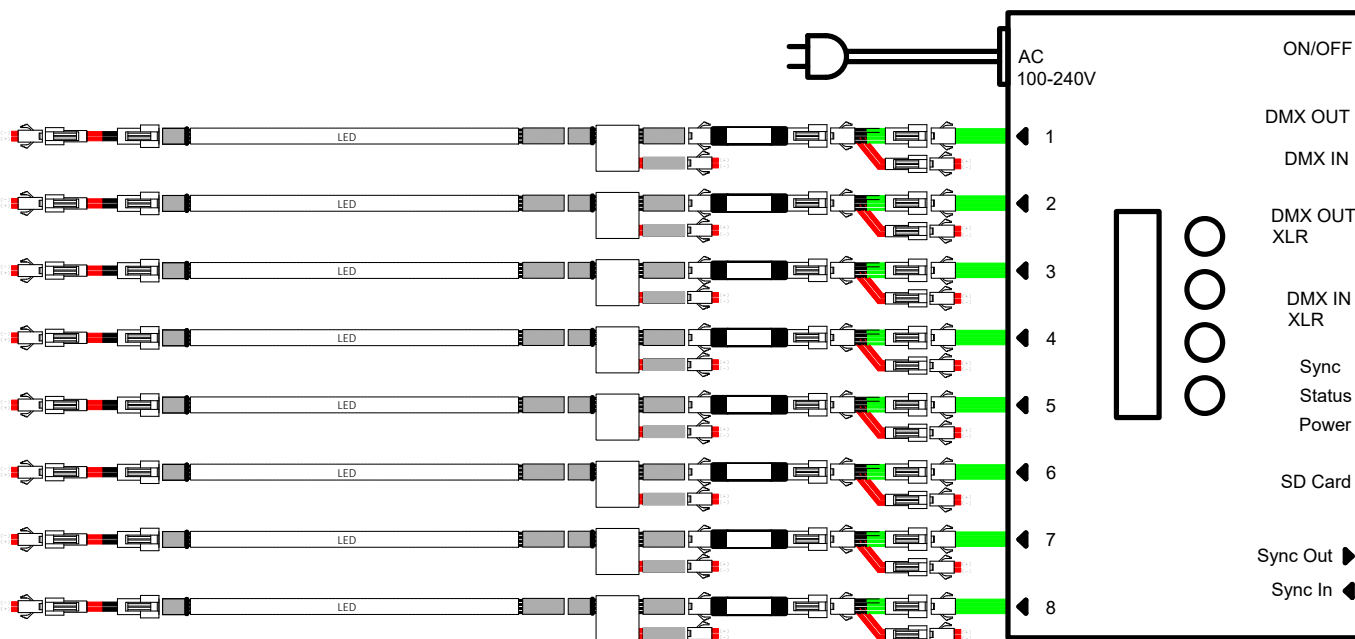 ON/OFF
AC
100-240V
DMX OUT
LED
1
DMX IN
LED
2
DMX OUT
XLR
LED
3
DMX IN
XLR
LED
4
Sync
Status
LED
5
Power
LED
6
SD Card
LED
7
Sync Out
Sync In
LED
8